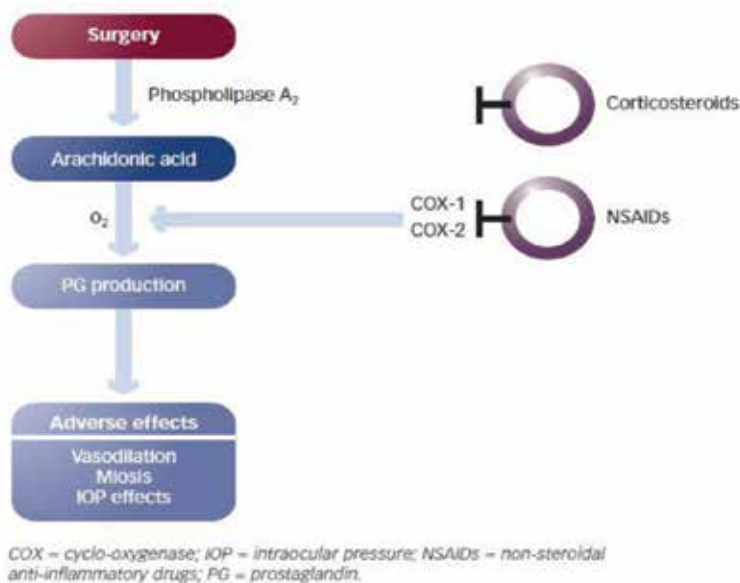 Surgery
Phospholipase A₂
Corticosteroids
Arachidonic acid
O₂
COX-1
COX-2
NSAIDs
PG production
Adverse effects
Vasodilation
Miosis
IOP effects
COX = cyclo-oxygenase; IOP = intraocular pressure; NSAIDs = non-steroidal
anti-inflammatory drugs; PG = prostaglandin.